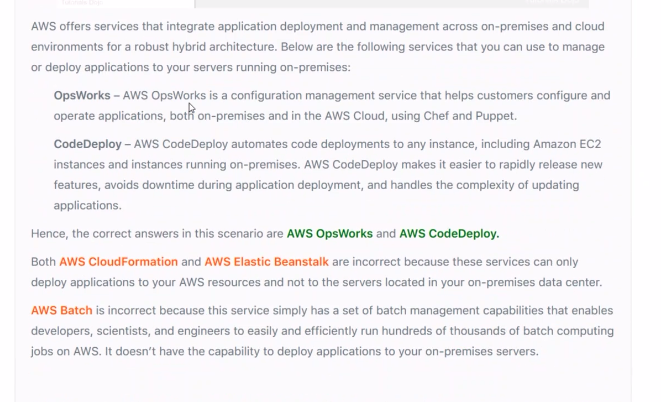 AWS offers services that integrate application deployment and management across on-premises and cloud
environments for a robust hybrid architecture. Below are the following services that you can use to manage
or deploy applications to your servers running on-premises:
OpsWorks – AWS OpsWorks is a configuration management service that helps customers configure and
operate applications, both on-premises and in the AWS Cloud, using Chef and Puppet.
CodeDeploy – AWS CodeDeploy automates code deployments to any instance, including Amazon EC2
instances and instances running on-premises. AWS CodeDeploy makes it easier to rapidly release new
features, avoids downtime during application deployment, and handles the complexity of updating
applications.
Hence, the correct answers in this scenario are AWS OpsWorks and AWS CodeDeploy.
Both AWS CloudFormation and AWS Elastic Beanstalk are incorrect because these services can only
deploy applications to your AWS resources and not to the servers located in your on-premises data center.
AWS Batch is incorrect because this service simply has a set of batch management capabilities that enables
developers, scientists, and engineers to easily and efficiently run hundreds of thousands of batch computing
jobs on AWS. It doesn't have the capability to deploy applications to your on-premises servers.